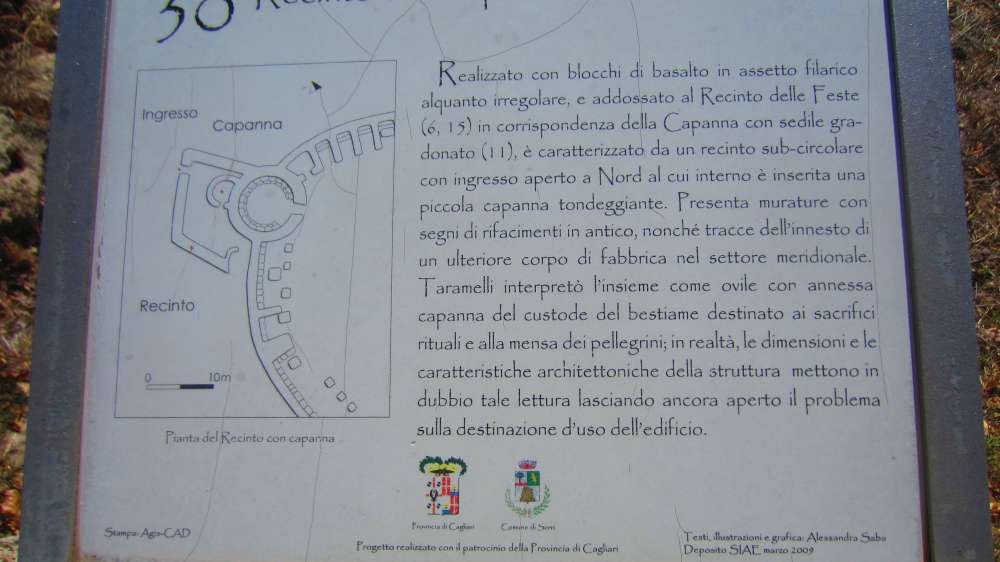 30 Recinto
Ingresso
Capanna
Recinto
0 10m
Pianta del Recinto con capanna
Realizzato con blocchi di basalto in assetto filarico
alquanto irregolare, e addossato al Recinto delle Feste
(6, 15) in corrispondenza della Capanna con sedile gra-
donato (11), è caratterizzato da un recinto sub-circolare
con ingresso aperto a Nord al cui interno è inserita una
piccola capanna tondeggiante. Presenta murature con
segni di rifacimenti in antico, nonché tracce dell'innesto di
un ulteriore corpo di fabbrica nel settore meridionale.
Taramelli interpretò l'insieme come ovile con annessa
capanna del custode del bestiame destinato ai sacrifici
rituali e alla mensa dei pellegrini; in realtà, le dimensioni e le
caratteristiche architettoniche della struttura mettono in
dubbio tale lettura lasciando ancora aperto il problema
sulla destinazione d'uso dell'edificio.
Provincia di Cagliari
Comune di Serri
Stampa: Agis-CAD
Progetto realizzato con il patrocinio della Provincia di Cagliari
Testi, illustrazioni e grafica: Alessandra Saba
Deposito SIAE marzo 2009